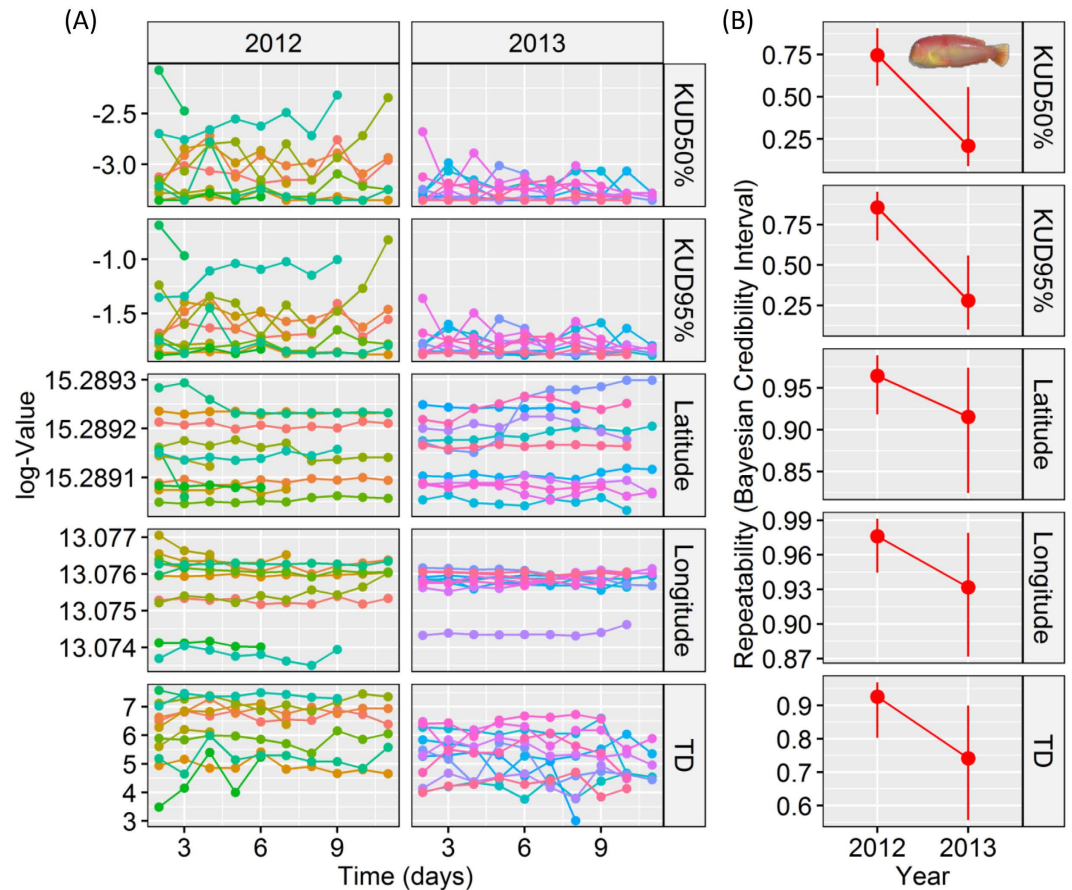 (A)
2012
2013
-2.5
-3.0
KUD50%
-1.0
-1.5
KUD95%
15.2893
15.2892
15.2891
Latitude
13.077
13.076
13.075
13.074
Longitude
7
6
5
4
3
TD
log-Value
3
6
9
3
6
9
Time (days)
(B)
0.75
0.50
0.25
KUD50%
0.75
0.50
0.25
KUD95%
0.95
0.90
0.85
Latitude
0.99
0.96
0.93
0.90
0.87
Longitude
0.9
0.8
0.7
0.6
TD
Repeatability (Bayesian Credibility Interval)
2012
2013
Year